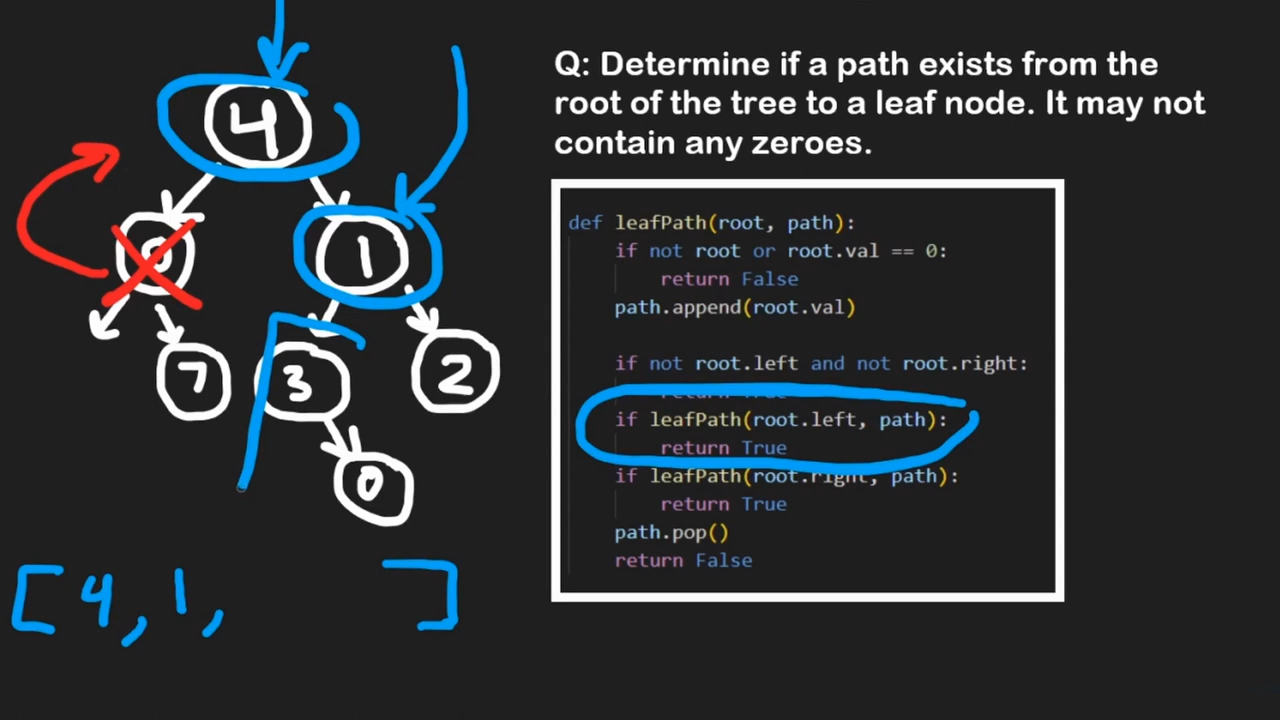 Q: Determine if a path exists from the
root of the tree to a leaf node. It may not
contain any zeroes.
4
0
1
7
3
2
0
[ 4, 1, ]
def leafPath(root, path):
if not root or root.val == 0:
return False
path.append(root.val)
if not root.left and not root.right:
return True
if leafPath(root.left, path):
return True
if leafPath(root.right, path):
return True
path.pop()
return False